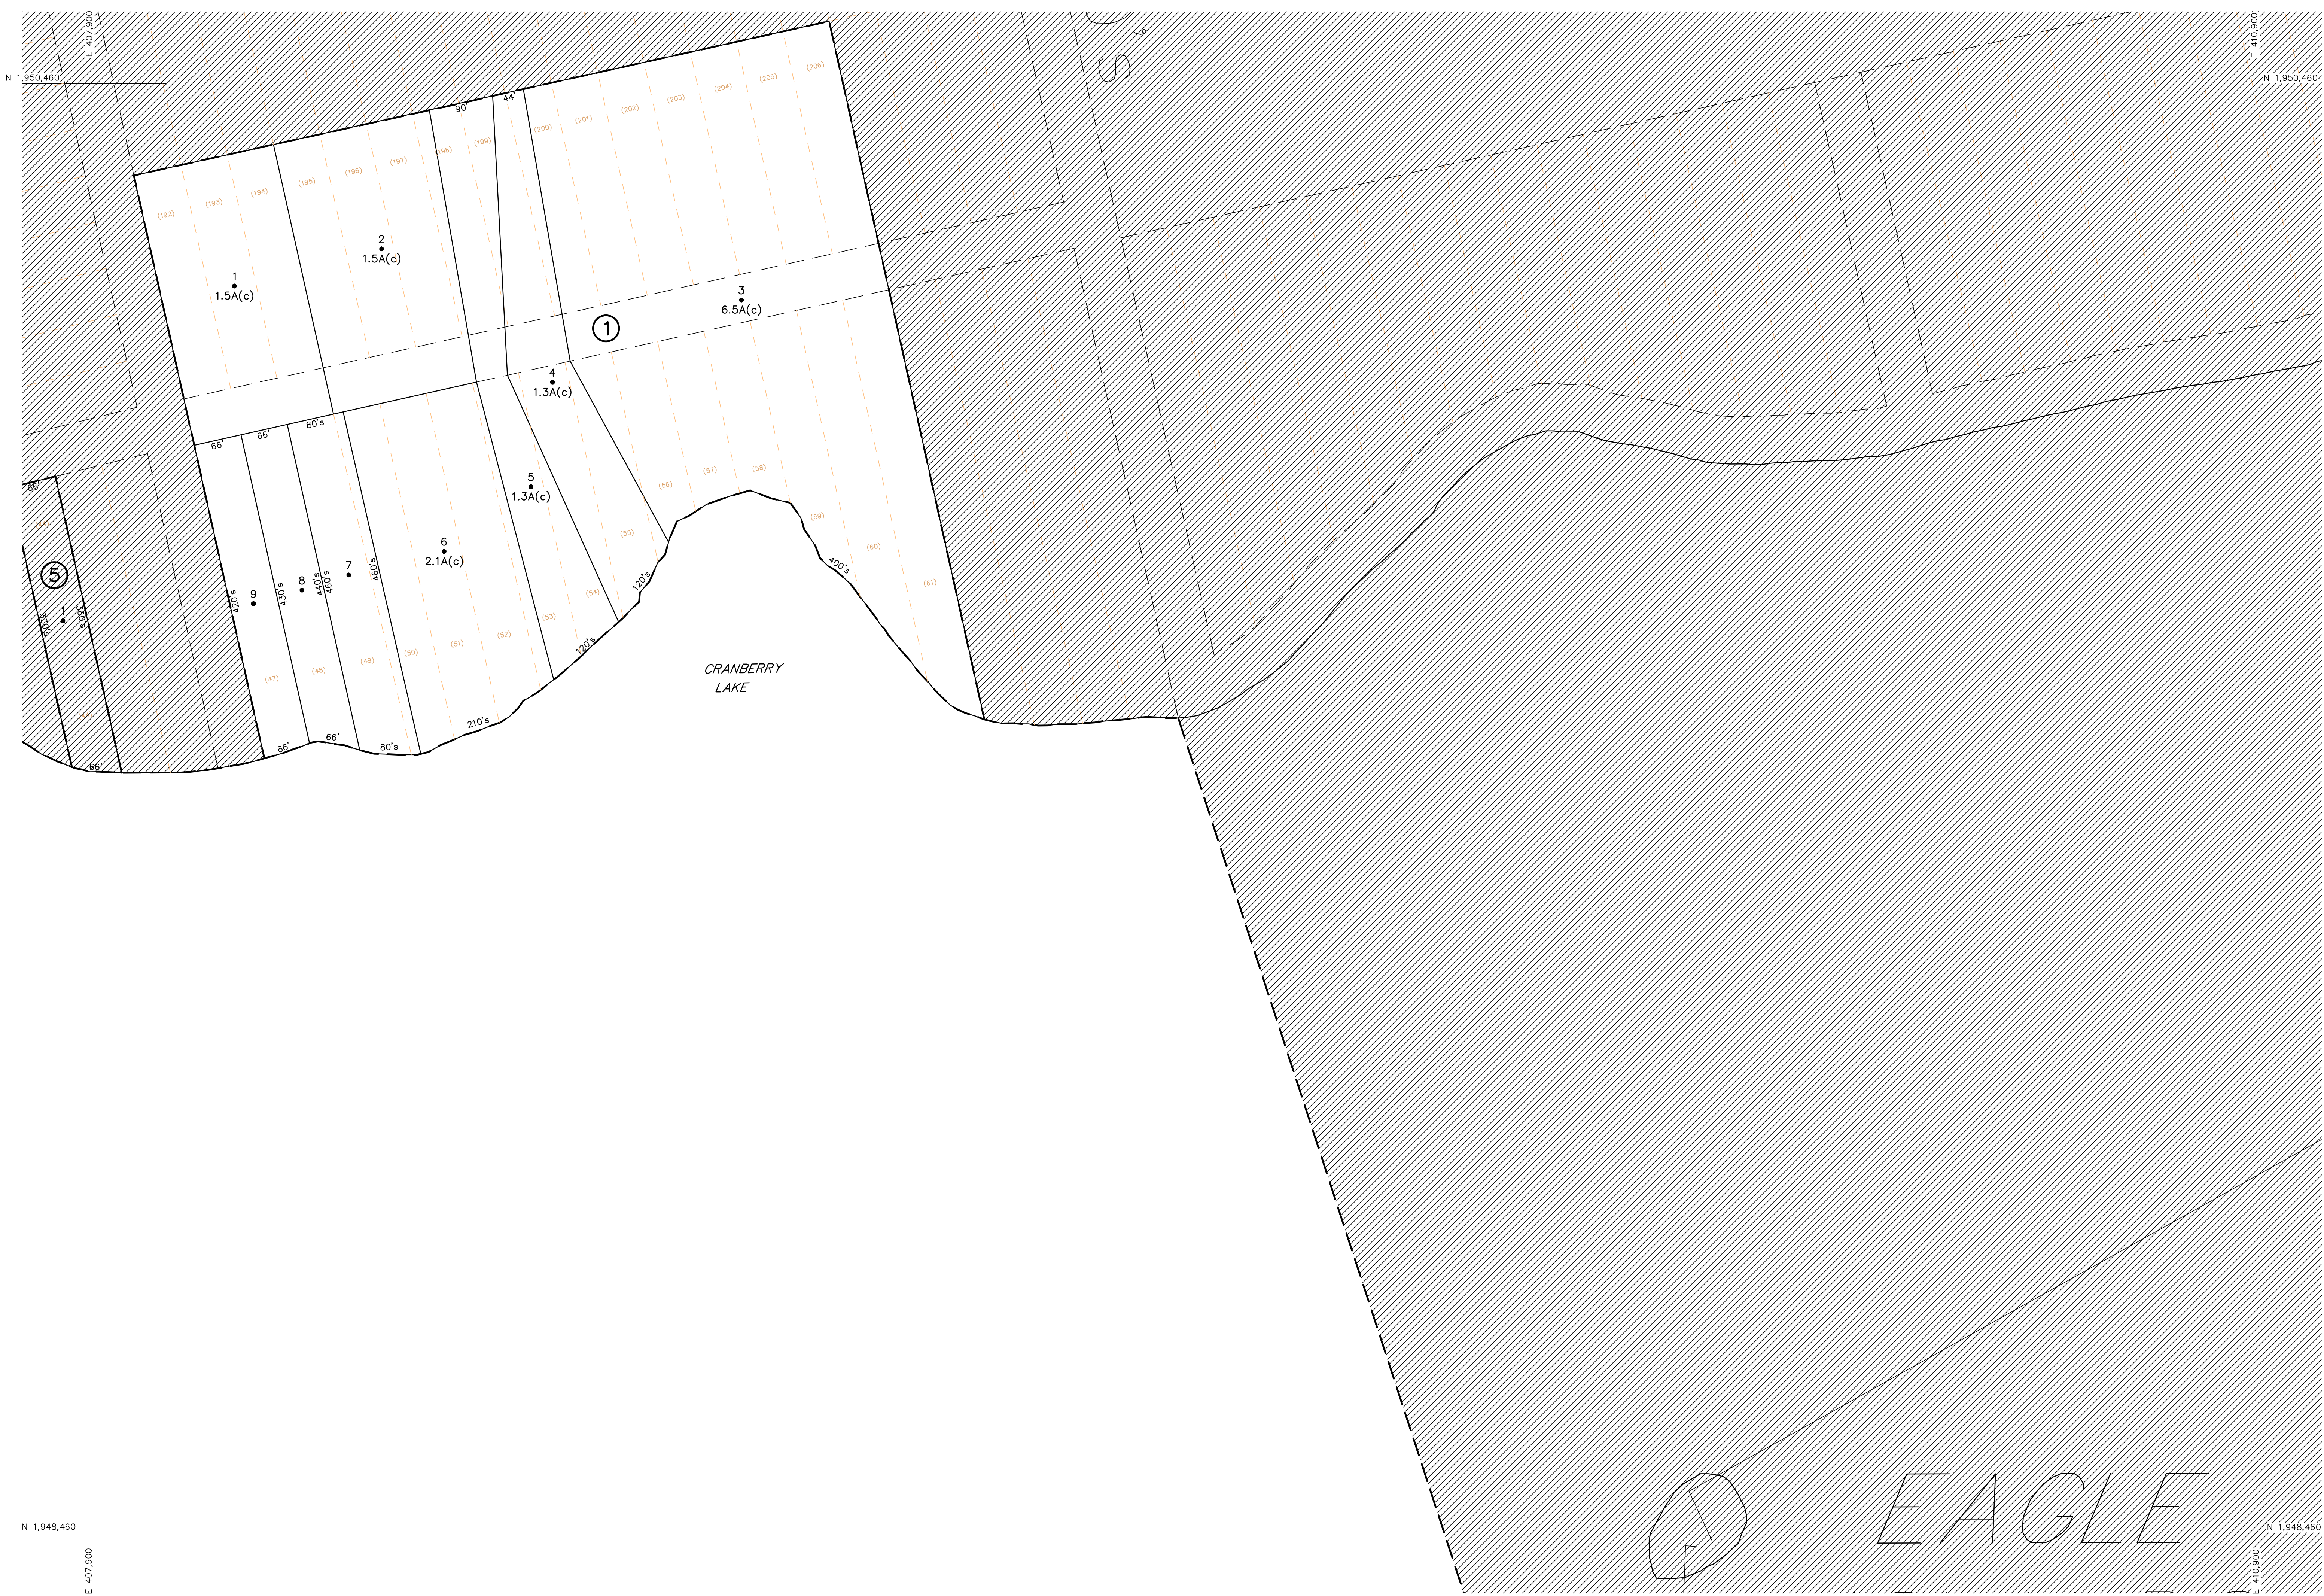 E 407,900
N 1,950,460
E 410,900
N 1,950,460
S
90'
44'
(192)
(193)
(194)
(195)
(196)
(197)
(198)
(199)
(200)
(201)
(202)
(203)
(204)
(205)
(206)
1
1.5A(c)
2
1.5A(c)
3
6.5A(c)
1
4
1.3A(c)
5
1.3A(c)
6
2.1A(c)
7
8
9
66'
66'
80's
420's
430's
440's
460's
460's
(47)
(48)
(49)
(50)
(51)
(52)
(53)
(54)
(55)
(56)
(57)
(58)
(59)
(60)
(61)
66'
66'
80's
210's
120's
120's
400's
66'
5
1
360's
66'
CRANBERRY
LAKE
EAGLE
N 1,948,460
E 407,900
N 1,948,460
E 410,900